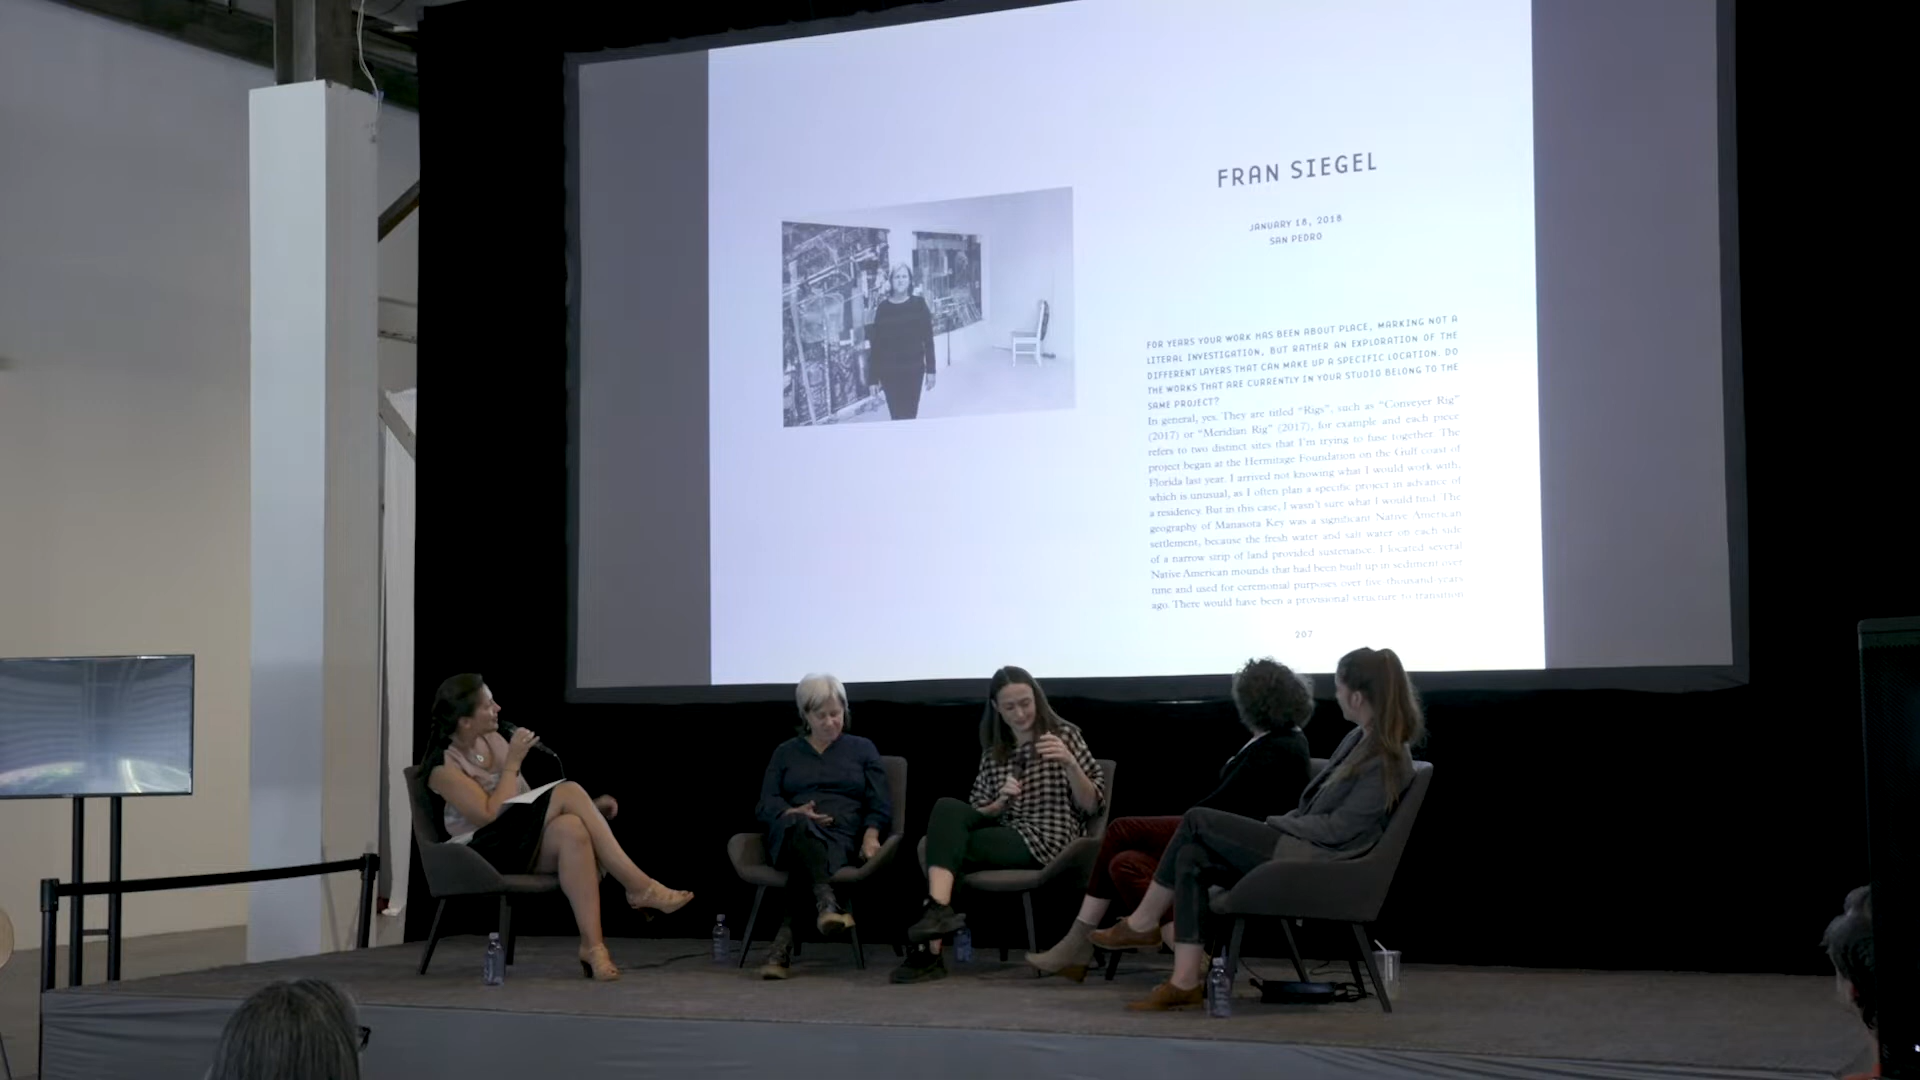 FRAN SIEGEL
JANUARY 18, 2018
SAN PEDRO
FOR YEARS YOUR WORK HAS BEEN ABOUT PLACE, MARKING NOT A
LITERAL INVESTIGATION, BUT RATHER AN EXPLORATION OF THE
DIFFERENT LAYERS THAT CAN MAKE UP A SPECIFIC LOCATION. DO
THE WORKS THAT ARE CURRENTLY IN YOUR STUDIO BELONG TO THE
SAME PROJECT?
In general, yes. They are titled “Rigs”, such as “Conveyer Rig”
(2017) or “Meridian Rig” (2017), for example and each piece
refers to two distinct sites that I’m trying to fuse together. The
project began at the Hermitage Foundation on the Gulf coast of
Florida last year. I arrived not knowing what I would work with,
which is unusual, as I often plan a specific project in advance of
a residency. But in this case, I wasn’t sure what I would find. The
geography of Manasota Key was a significant Native American
settlement, because the fresh water and salt water on each side
of a narrow strip of land provided sustenance. I located several
Native American mounds that had been built up in sediment over
time and used for ceremonial purposes over five thousand years
ago. There would have been a provisional structure to transition
207